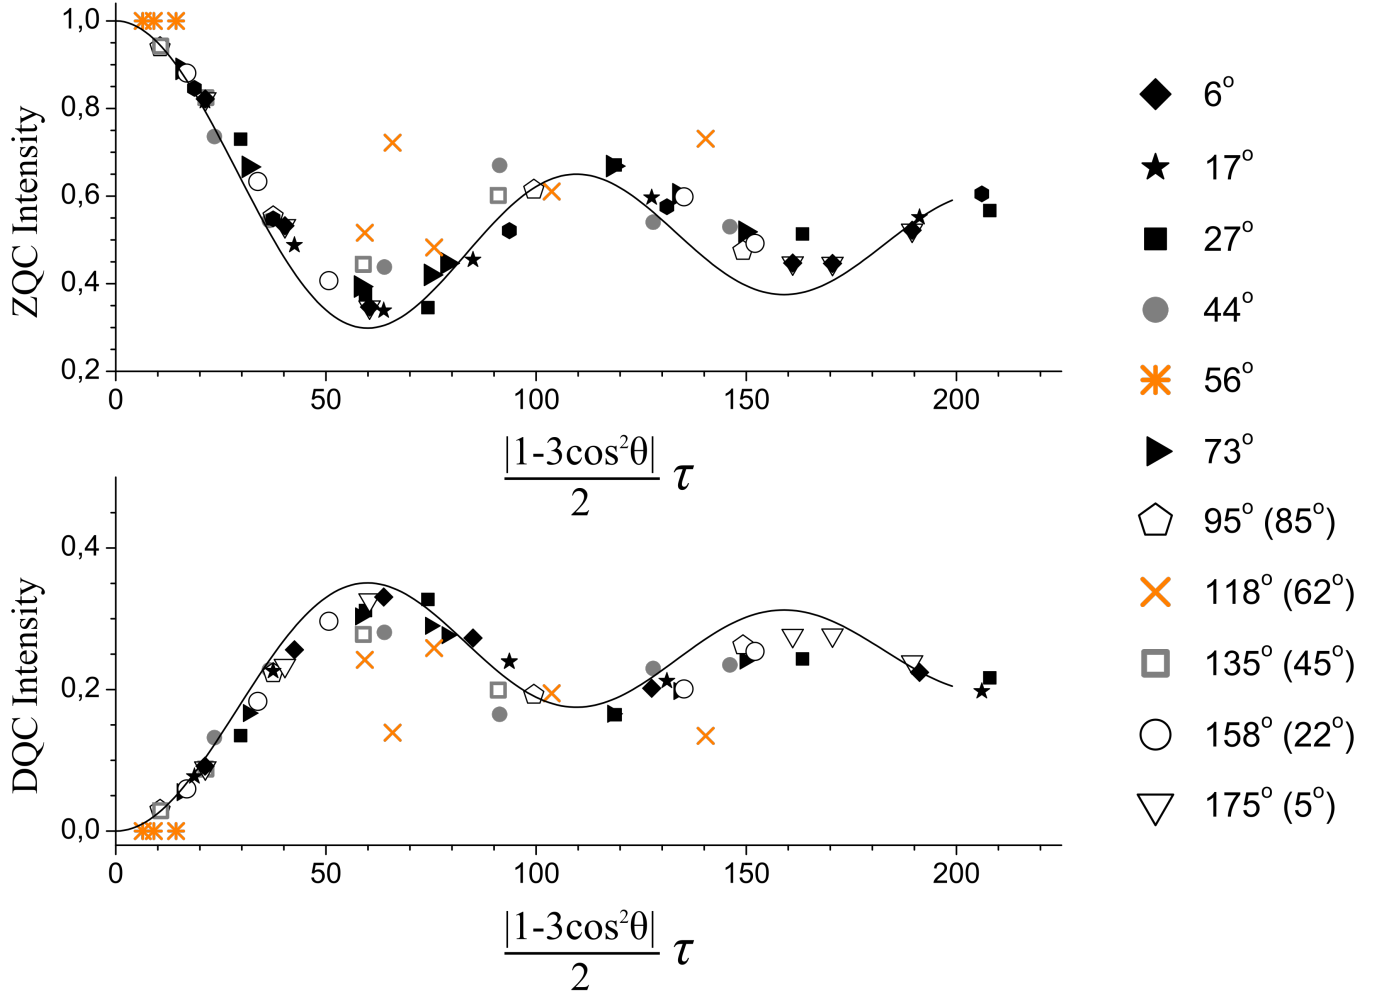 1,0
0,8
0,6
0,4
0,2
ZQC Intensity
0 50 100 150 200
|1-3cos²θ|
2
τ
0,4
0,2
0,0
DQC Intensity
0 50 100 150 200
|1-3cos²θ|
2
τ
6°
17°
27°
44°
56°
73°
95° (85°)
118° (62°)
135° (45°)
158° (22°)
175° (5°)